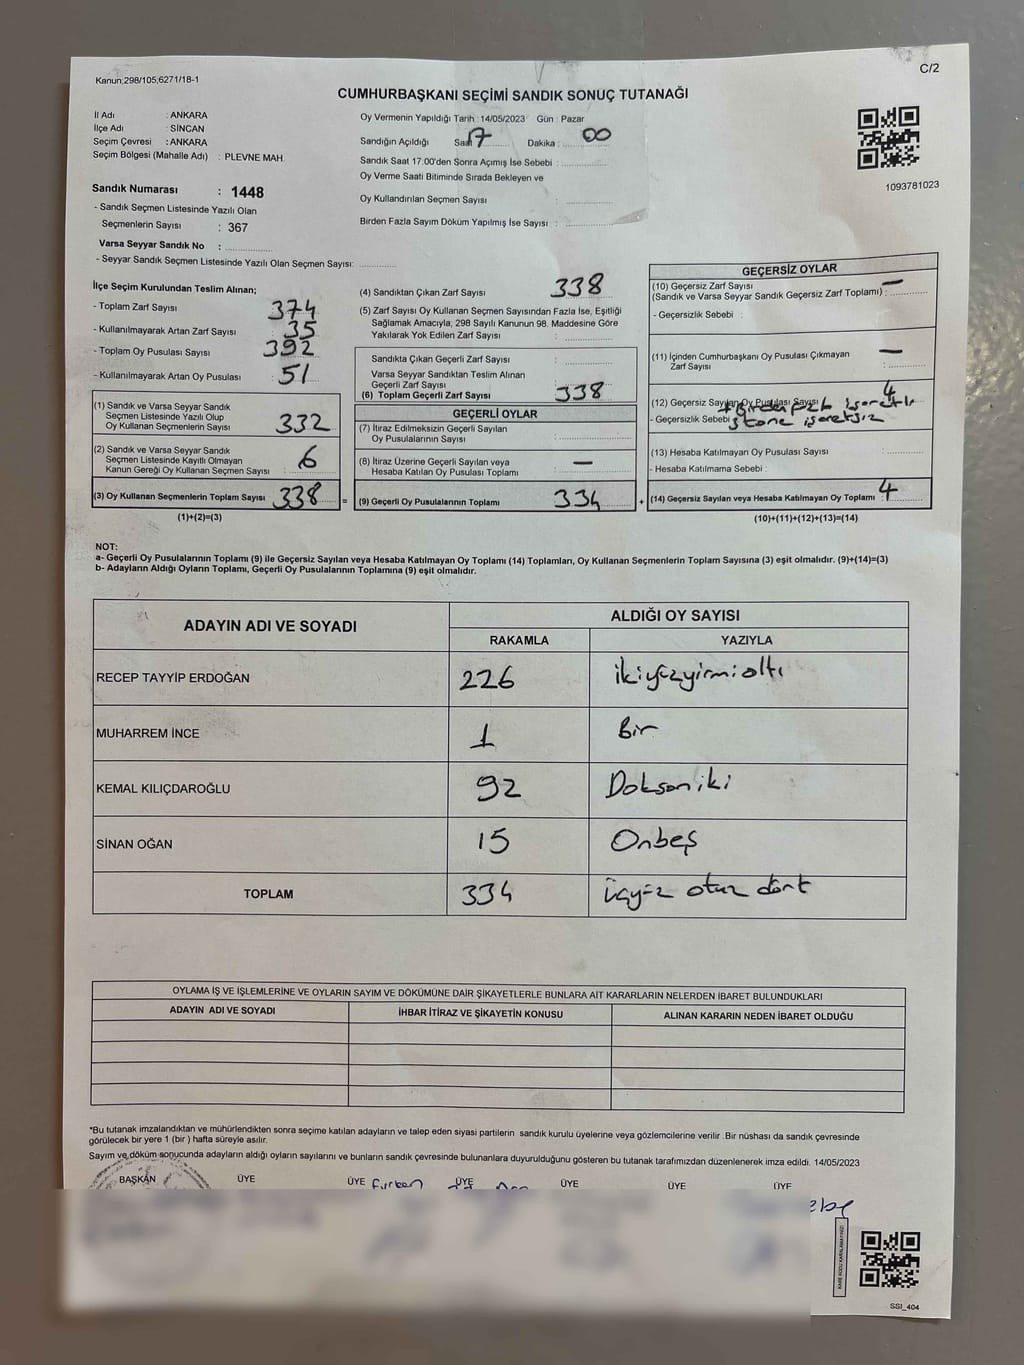 Kanun;298/105;6271/18-1
C/2
CUMHURBAŞKANI SEÇİMİ SANDIK SONUÇ TUTANAĞI
İl Adı : ANKARA
İlçe Adı : SİNCAN
Seçim Çevresi : ANKARA
Seçim Bölgesi (Mahalle Adı) : PLEVNE MAH.
Sandık Numarası : 1448
- Sandık Seçmen Listesinde Yazılı Olan
Seçmenlerin Sayısı : 367
Varsa Seyyar Sandık No :
- Seyyar Sandık Seçmen Listesinde Yazılı Olan Seçmen Sayısı:
Oy Vermenin Yapıldığı Tarih : 14/05/2023 Gün : Pazar
Sandığın Açıldığı Saat 17 Dakika : 00
Sandık Saat 17.00'den Sonra Açımış İse Sebebi :
Oy Verme Saati Bitiminde Sırada Bekleyen ve
Oy Kullandırılan Seçmen Sayısı :
Birden Fazla Sayım Döküm Yapılmış İse Sayısı :
1093781023
İlçe Seçim Kurulundan Teslim Alınan;
- Toplam Zarf Sayısı 374
- Kullanılmayarak Artan Zarf Sayısı : 35
- Toplam Oy Pusulası Sayısı 392
- Kullanılmayarak Artan Oy Pusulası 51
(1) Sandık ve Varsa Seyyar Sandık
Seçmen Listesinde Yazılı Olup
Oy Kullanan Seçmenlerin Sayısı 332
(2) Sandık ve Varsa Seyyar Sandık
Seçmen Listesinde Kayıtlı Olmayan
Kanun Gereği Oy Kullanan Seçmen Sayısı : 6
(3) Oy Kullanan Seçmenlerin Toplam Sayısı 338
(1)+(2)=(3)
=
(4) Sandıktan Çıkan Zarf Sayısı 338
(5) Zarf Sayısı Oy Kullanan Seçmen Sayısından Fazla İse, Eşitliği
Sağlamak Amacıyla, 298 Sayılı Kanunun 98. Maddesine Göre
Yakılarak Yok Edilen Zarf Sayısı :
Sandıkta Çıkan Geçerli Zarf Sayısı :
Varsa Seyyar Sandıktan Teslim Alınan
Geçerli Zarf Sayısı :
(6) Toplam Geçerli Zarf Sayısı 338
GEÇERLİ OYLAR
(7) İtiraz Edilmeksizin Geçerli Sayılan
Oy Pusulalarının Sayısı :
(8) İtiraz Üzerine Geçerli Sayılan veya
Hesaba Katılan Oy Pusulası Toplamı : —
(9) Geçerli Oy Pusulalarının Toplamı 334
+
GEÇERSİZ OYLAR
(10) Geçersiz Zarf Sayısı —
(Sandık ve Varsa Seyyar Sandık Geçersiz Zarf Toplamı) :
- Geçersizlik Sebebi :
(11) İçinden Cumhurbaşkanı Oy Pusulası Çıkmayan —
Zarf Sayısı :
(12) Geçersiz Sayılan Oy Pusulası Sayısı 4
işaretli
- Geçersizlik Sebebi işaretsiz
(13) Hesaba Katılmayan Oy Pusulası Sayısı :
- Hesaba Katılmama Sebebi :
(14) Geçersiz Sayılan veya Hesaba Katılmayan Oy Toplamı : 4
(10)+(11)+(12)+(13)=(14)
NOT:
a- Geçerli Oy Pusulalarının Toplamı (9) ile Geçersiz Sayılan veya Hesaba Katılmayan Oy Toplamı (14) Toplamları, Oy Kullanan Seçmenlerin Toplam Sayısına (3) eşit olmalıdır. (9)+(14)=(3)
b- Adayların Aldığı Oyların Toplamı, Geçerli Oy Pusulalarının Toplamına (9) eşit olmalıdır.
ADAYIN ADI VE SOYADI ALDIĞI OY SAYISI
RAKAMLA YAZIYLA
RECEP TAYYİP ERDOĞAN 226 ikiyüzyirmialtı
MUHARREM İNCE 1 Bir
KEMAL KILIÇDAROĞLU 92 Doksaniki
SİNAN OĞAN 15 Onbeş
TOPLAM 334 üçyüz otuz dört
OYLAMA İŞ VE İŞLEMLERİNE VE OYLARIN SAYIM VE DÖKÜMÜNE DAİR ŞİKAYETLERLE BUNLARA AİT KARARLARIN NELERDEN İBARET BULUNDUKLARI
ADAYIN ADI VE SOYADI İHBAR İTİRAZ VE ŞİKAYETİN KONUSU ALINAN KARARIN NEDEN İBARET OLDUĞU
*Bu tutanak imzalandıktan ve mühürlendikten sonra seçime katılan adayların ve talep eden siyasi partilerin sandık kurulu üyelerine veya gözlemcilerine verilir. Bir nüshası da sandık çevresinde
görülecek bir yere 1 (bir ) hafta süreyle asılır.
Sayım ve döküm sonucunda adayların aldığı oyların sayılarını ve bunların sandık çevresinde bulunanlara duyurulduğunu gösteren bu tutanak tarafımızdan düzenlenerek imza edildi. 14/05/2023
BAŞKAN ÜYE ÜYE Furkan ÜYE ÜYE ÜYE ÜYE
SSI_404